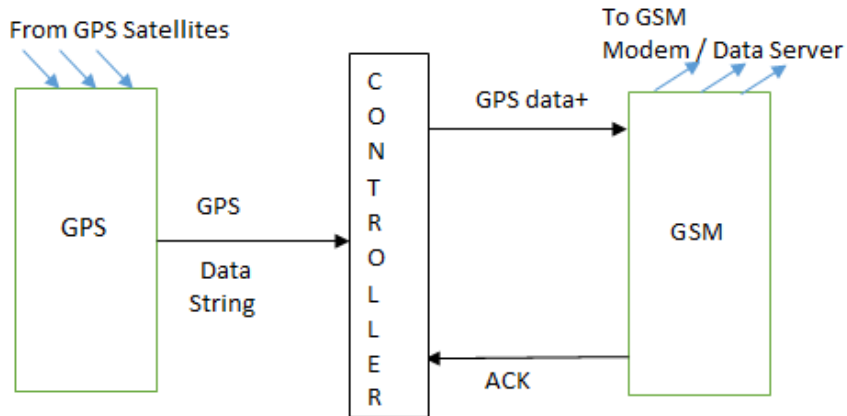 From GPS Satellites
To GSM
Modem / Data Server
GPS
GPS
Data
String
C
O
N
T
R
O
L
L
E
R
GPS data+
GSM
ACK